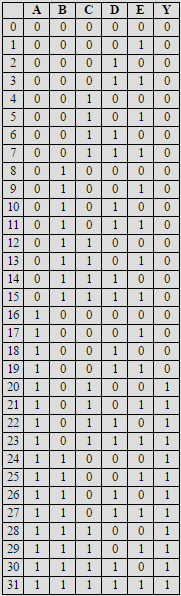 A B C D E Y
0 0 0 0 0 0 0
1 0 0 0 0 1 0
2 0 0 0 1 0 0
3 0 0 0 1 1 0
4 0 0 1 0 0 0
5 0 0 1 0 1 0
6 0 0 1 1 0 0
7 0 0 1 1 1 0
8 0 1 0 0 0 0
9 0 1 0 0 1 0
10 0 1 0 1 0 0
11 0 1 0 1 1 0
12 0 1 1 0 0 0
13 0 1 1 0 1 0
14 0 1 1 1 0 0
15 0 1 1 1 1 0
16 1 0 0 0 0 0
17 1 0 0 0 1 0
18 1 0 0 1 0 0
19 1 0 0 1 1 0
20 1 0 1 0 0 1
21 1 0 1 0 1 1
22 1 0 1 1 0 1
23 1 0 1 1 1 1
24 1 1 0 0 0 1
25 1 1 0 0 1 1
26 1 1 0 1 0 1
27 1 1 0 1 1 1
28 1 1 1 0 0 1
29 1 1 1 0 1 1
30 1 1 1 1 0 1
31 1 1 1 1 1 1